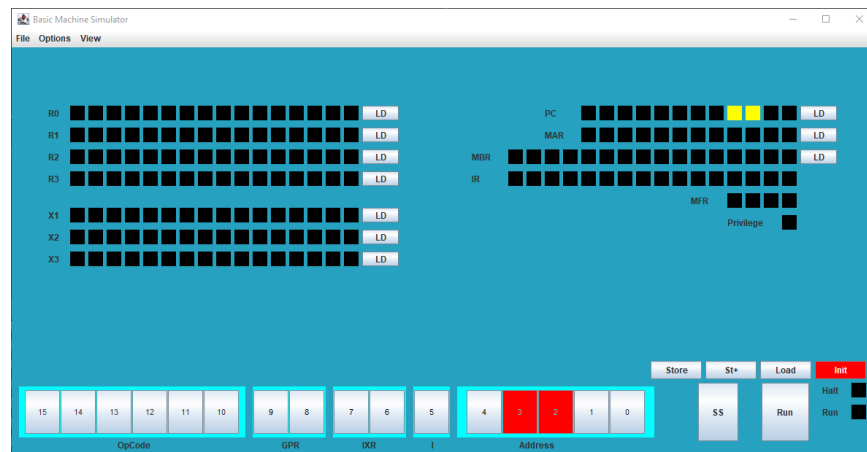 Basic Machine Simulator
File Options View
R0 LD PC LD
R1 LD MAR LD
R2 LD MBR LD
R3 LD IR
MFR
X1 LD Privilege
X2 LD
X3 LD
Store St+ Load Init
15 14 13 12 11 10 9 8 7 6 5 4 3 2 1 0 SS Run Halt
Run
OpCode GPR IXR I Address